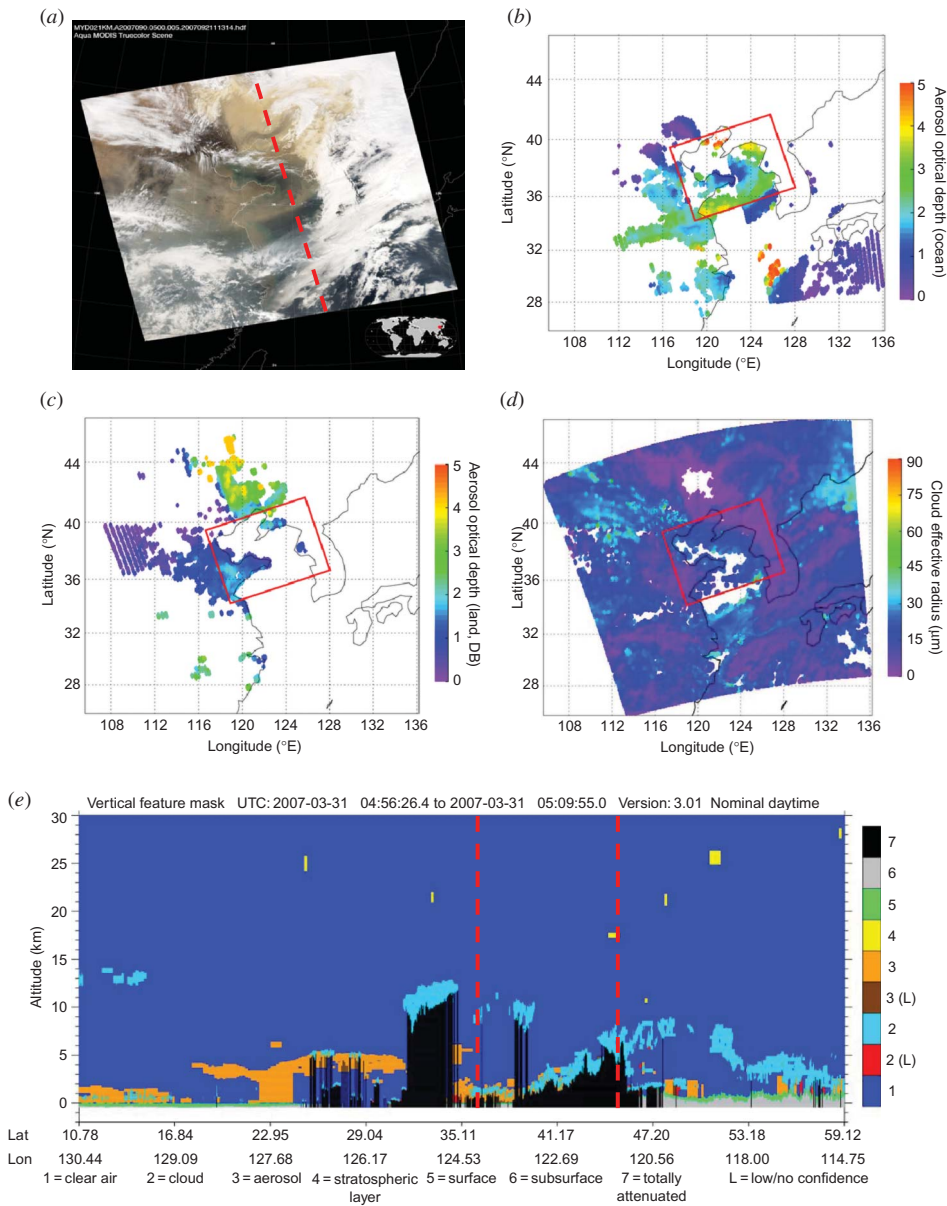 (a)
MYD021KM.A2007090.0500.005.2007092111314.hdf
Aqua MODIS Truecolor Scene
(b)
44
40
36
32
28
Latitude (°N)
108 112 116 120 124 128 132 136
Longitude (°E)
5
4
3
2
1
0
Aerosol optical depth (ocean)
(c)
44
40
36
32
28
Latitude (°N)
108 112 116 120 124 128 132 136
Longitude (°E)
5
4
3
2
1
0
Aerosol optical depth (land, DB)
(d)
44
40
36
32
28
Latitude (°N)
108 112 116 120 124 128 132 136
Longitude (°E)
90
75
60
45
30
15
0
Cloud effective radius (µm)
(e)
Vertical feature mask UTC: 2007-03-31 04:56:26.4 to 2007-03-31 05:09:55.0 Version: 3.01 Nominal daytime
30
25
20
15
10
5
0
Altitude (km)
7
6
5
4
3
3 (L)
2
2 (L)
1
Lat 10.78 16.84 22.95 29.04 35.11 41.17 47.20 53.18 59.12
Lon 130.44 129.09 127.68 126.17 124.53 122.69 120.56 118.00 114.75
1 = clear air 2 = cloud 3 = aerosol 4 = stratospheric layer 5 = surface 6 = subsurface 7 = totally attenuated L = low/no confidence